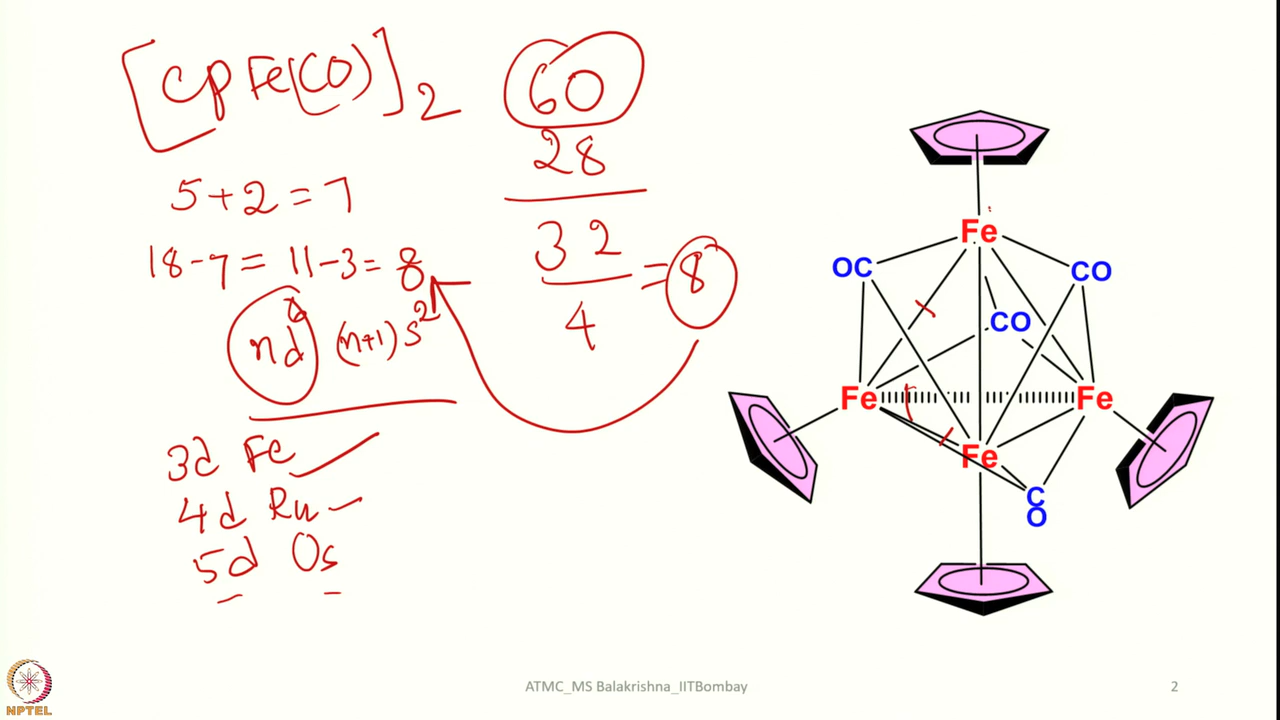 [CpFe(CO)]2
5+2=7
18-7=11-3=8
nd⁶ (n+1)s²
3d Fe
4d Ru
5d Os
60
28
32
4
=8
Fe
OC
CO
CO
Fe
Fe
Fe
C
O
NPTEL
ATMC_MS Balakrishna_IITBombay
2